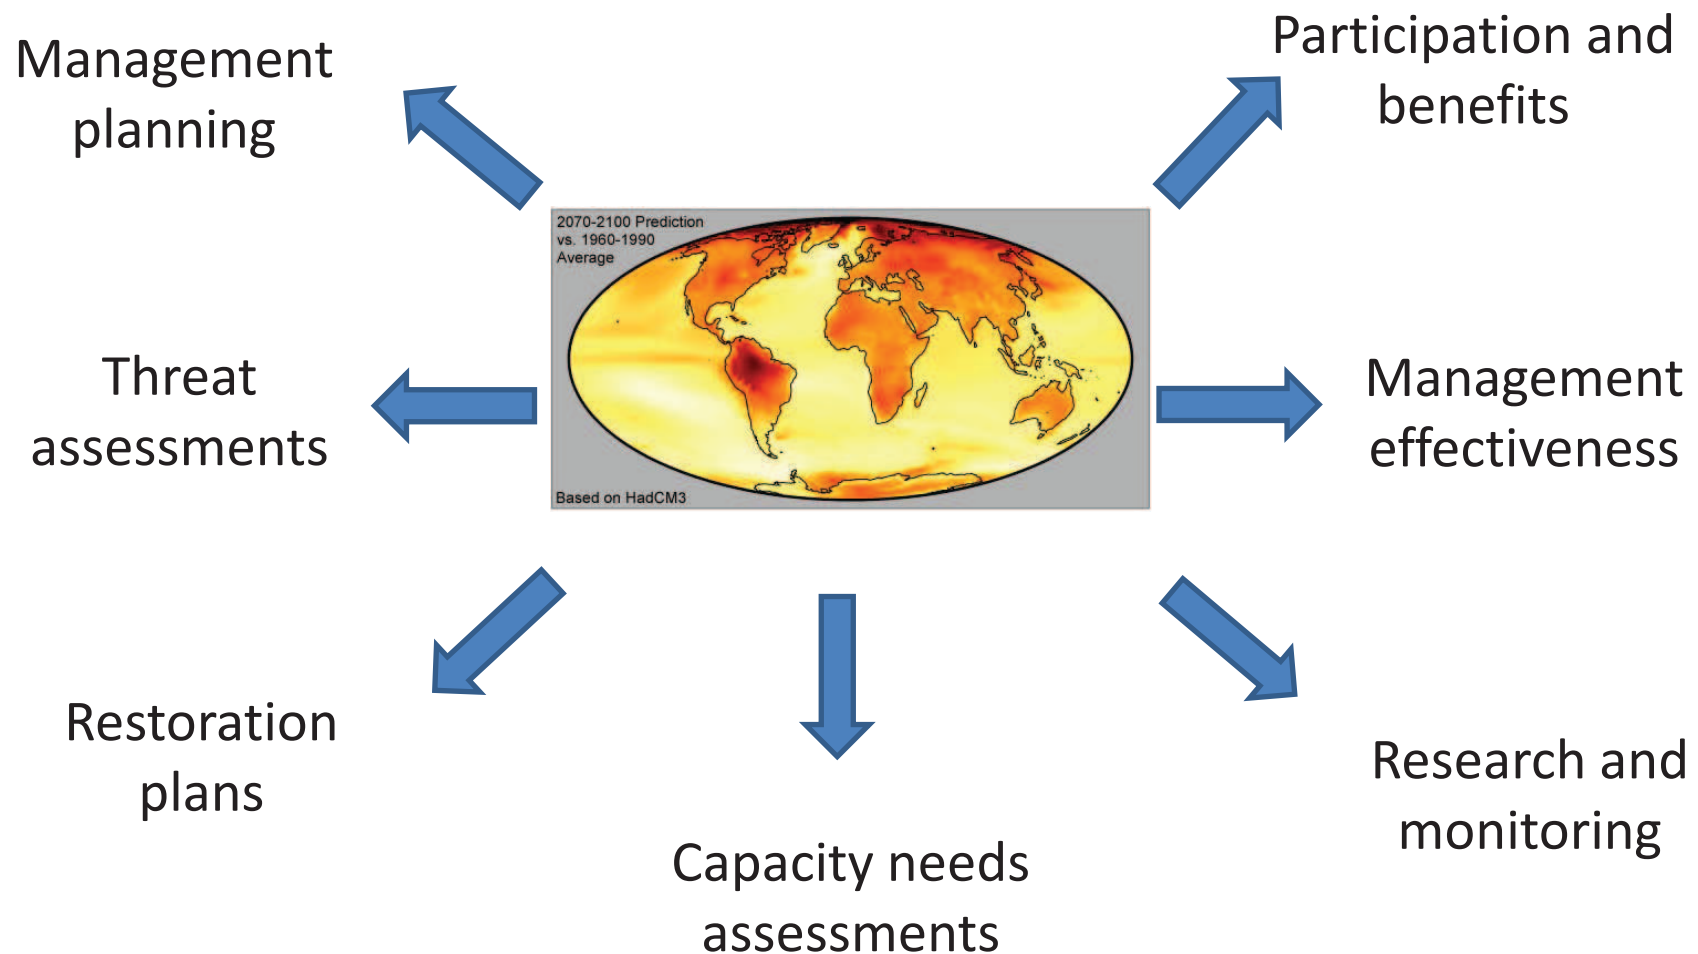 Management
planning
Participation and
benefits
2070-2100 Prediction
vs. 1960-1990
Average
Based on HadCM3
Threat
assessments
Management
effectiveness
Restoration
plans
Capacity needs
assessments
Research and
monitoring